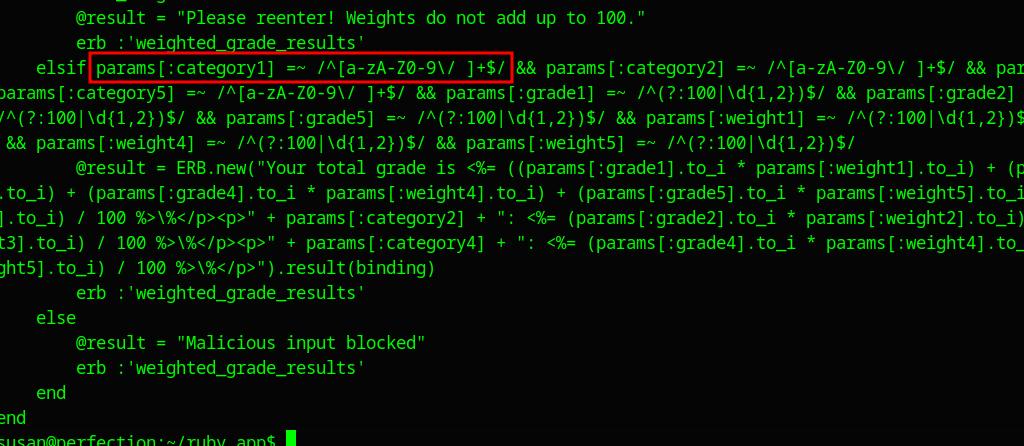 @result = "Please reenter! Weights do not add up to 100."
erb :'weighted_grade_results'
elsif params[:category1] =~ /^[a-zA-Z0-9\/ ]+$/ && params[:category2] =~ /^[a-zA-Z0-9\/ ]+$/ && par
params[:category5] =~ /^[a-zA-Z0-9\/ ]+$/ && params[:grade1] =~ /^(?:100|\d{1,2})$/ && params[:grade2]
/^(?:100|\d{1,2})$/ && params[:grade5] =~ /^(?:100|\d{1,2})$/ && params[:weight1] =~ /^(?:100|\d{1,2})$
&& params[:weight4] =~ /^(?:100|\d{1,2})$/ && params[:weight5] =~ /^(?:100|\d{1,2})$/
@result = ERB.new("Your total grade is <%= ((params[:grade1].to_i * params[:weight1].to_i) + (p
.to_i) + (params[:grade4].to_i * params[:weight4].to_i) + (params[:grade5].to_i * params[:weight5].to_i
].to_i) / 100 %>\%</p><p>" + params[:category2] + ": <%= (params[:grade2].to_i * params[:weight2].to_i)
t3].to_i) / 100 %>\%</p><p>" + params[:category4] + ": <%= (params[:grade4].to_i * params[:weight4].to_
ght5].to_i) / 100 %>\%</p>").result(binding)
erb :'weighted_grade_results'
else
@result = "Malicious input blocked"
erb :'weighted_grade_results'
end
end
susan@perfection:~/ruby_app$